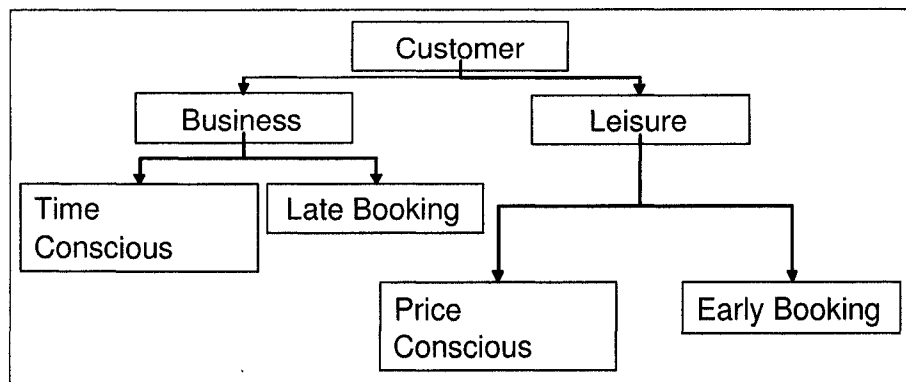 Customer
Business
Leisure
Time
Conscious
Late Booking
Price
Conscious
Early Booking